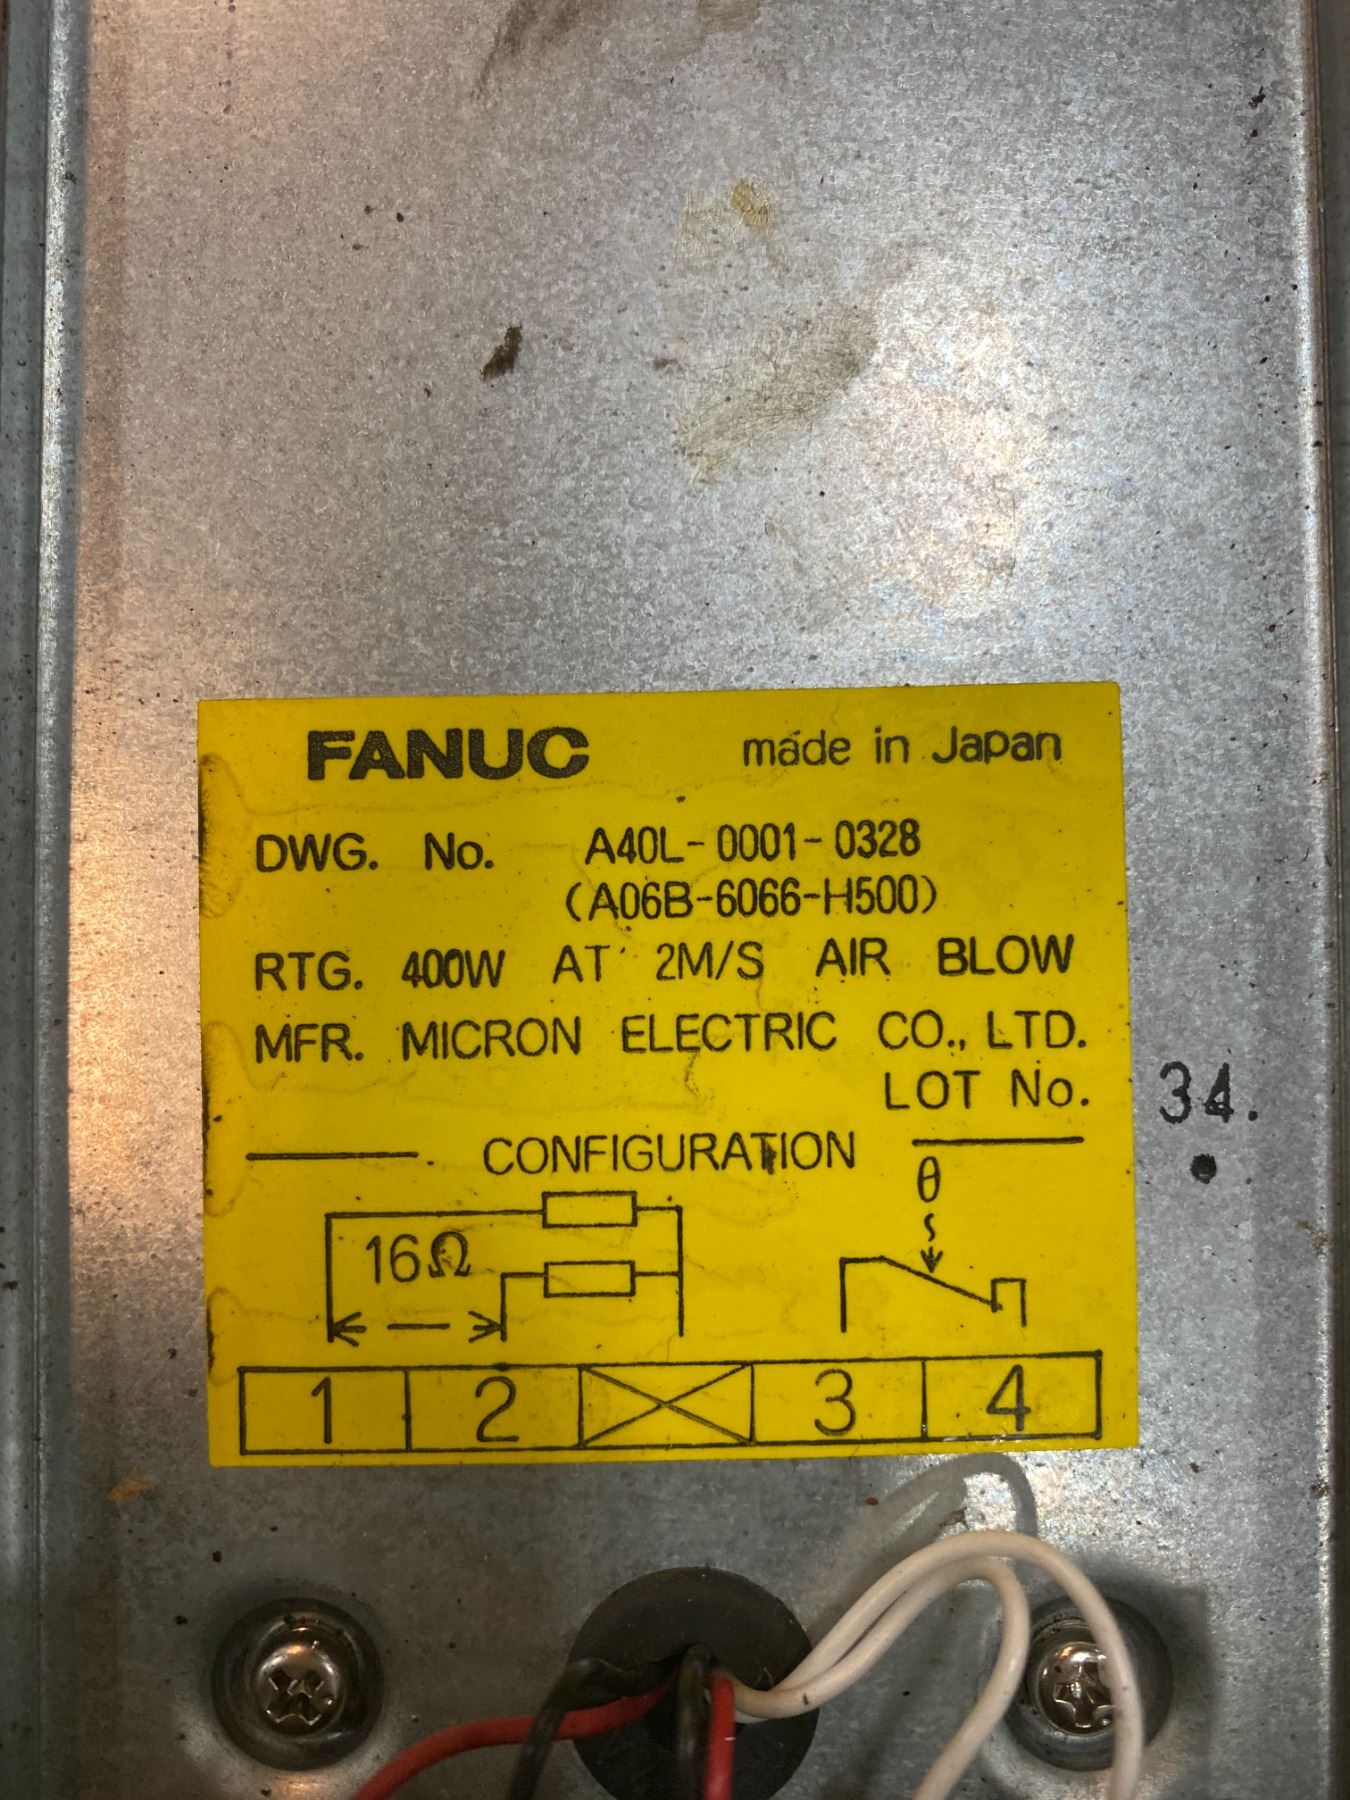 FANUC made in Japan
DWG. No. A40L-0001-0328
(A06B-6066-H500)
RTG. 400W AT 2M/S AIR BLOW
MFR. MICRON ELECTRIC CO., LTD.
LOT No. 34.
CONFIGURATION
θ
16Ω
1 2 3 4